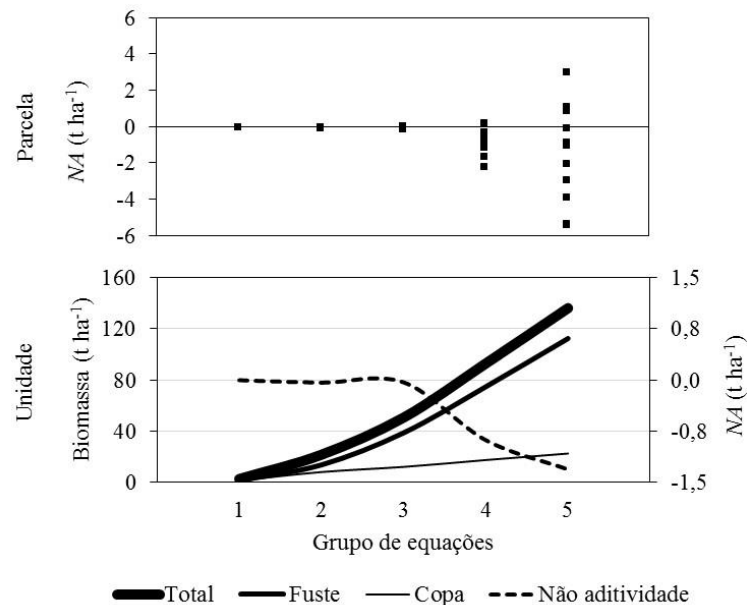 Parcela
NA (t ha⁻¹)
6
4
2
0
-2
-4
-6
Unidade
Biomassa (t ha⁻¹)
160
120
80
40
0
1,5
0,8
0,0
-0,8
-1,5
NA (t ha⁻¹)
1 2 3 4 5
Grupo de equações
Total Fuste Copa Não aditividade